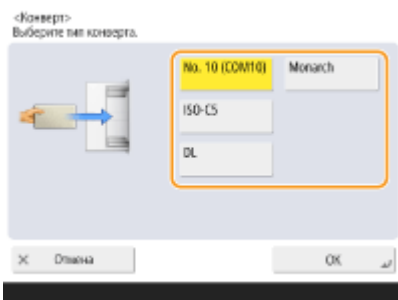 <Конверт>
Выберите тип конверта.
No. 10 (COM10)
Monarch
ISO-C5
DL
× Отмена
OK